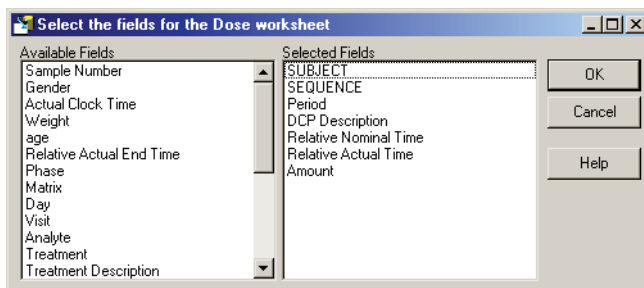 Select the fields for the Dose worksheet
Available Fields
Sample Number
Gender
Actual Clock Time
Weight
age
Relative Actual End Time
Phase
Matrix
Day
Visit
Analyte
Treatment
Treatment Description
Selected Fields
SUBJECT
SEQUENCE
Period
DCP Description
Relative Nominal Time
Relative Actual Time
Amount
OK
Cancel
Help